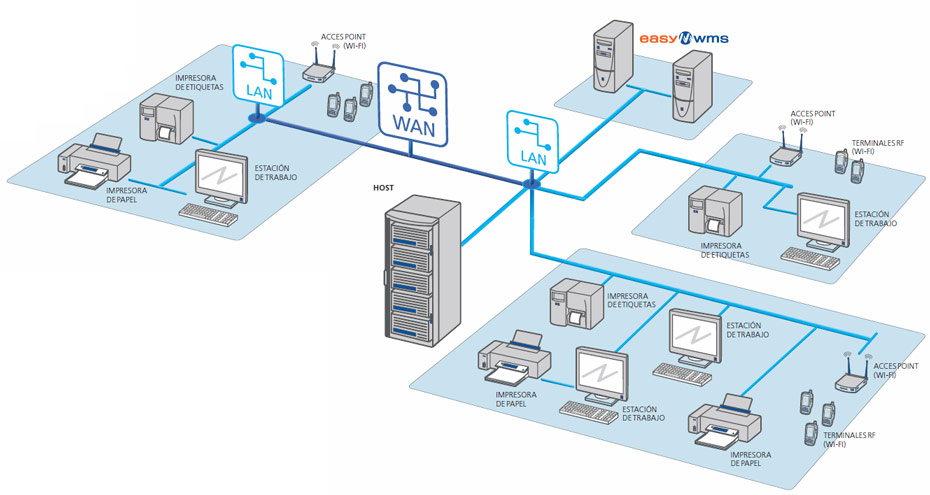 ACCES POINT
(WI-FI)
IMPRESORA
DE ETIQUETAS
LAN
WAN
easy wms
ACCES POINT
(WI-FI)
TERMINALES RF
(WI-FI)
LAN
ESTACIÓN
DE TRABAJO
IMPRESORA
DE PAPEL
HOST
ESTACIÓN
DE TRABAJO
IMPRESORA
DE ETIQUETAS
IMPRESORA
DE ETIQUETAS
ESTACIÓN
DE TRABAJO
ACCES POINT
(WI-FI)
IMPRESORA
DE PAPEL
ESTACIÓN
DE TRABAJO
TERMINALES RF
(WI-FI)
IMPRESORA
DE PAPEL